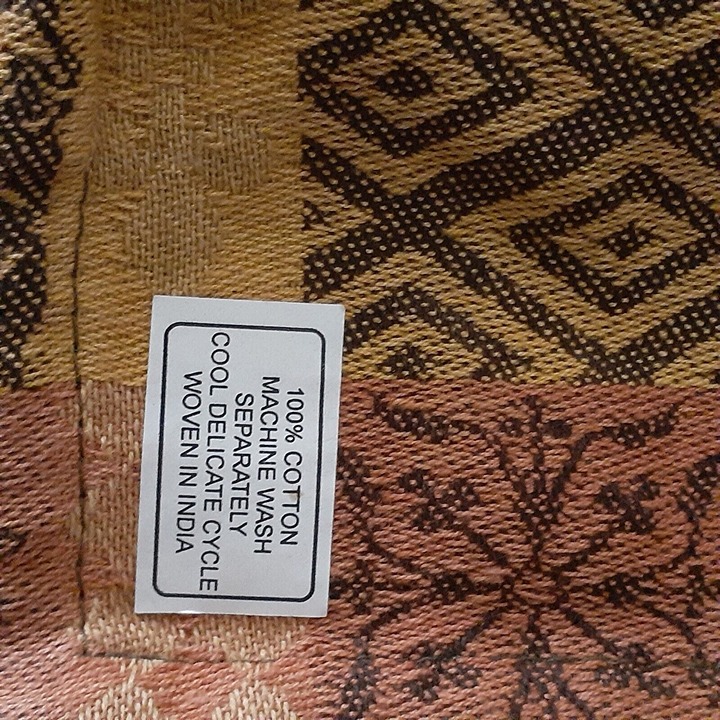 100% COTTON
MACHINE WASH
SEPARATELY
COOL DELICATE CYCLE
WOVEN IN INDIA